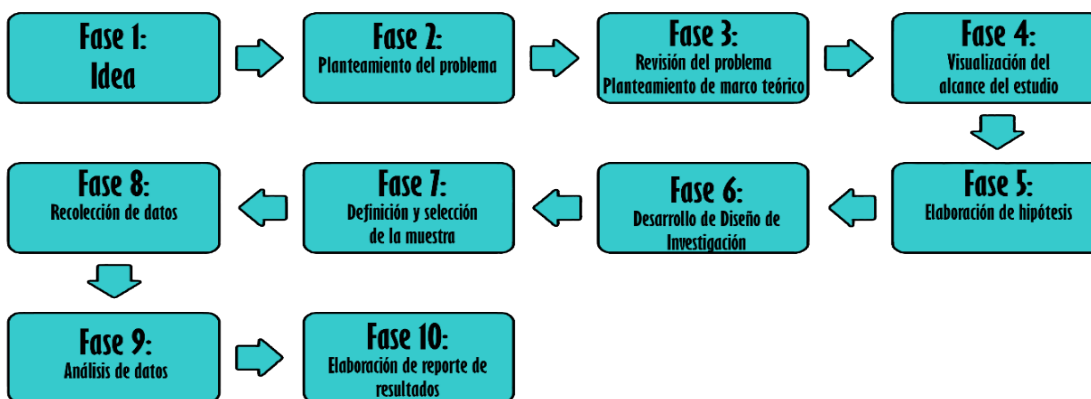 Fase 1:
Idea
Fase 2:
Planteamiento del problema
Fase 3:
Revisión del problema
Planteamiento de marco teórico
Fase 4:
Visualización del
alcance del estudio
Fase 5:
Elaboración de hipótesis
Fase 6:
Desarrollo de Diseño de
Investigación
Fase 7:
Definición y selección
de la muestra
Fase 8:
Recolección de datos
Fase 9:
Análisis de datos
Fase 10:
Elaboración de reporte de
resultados